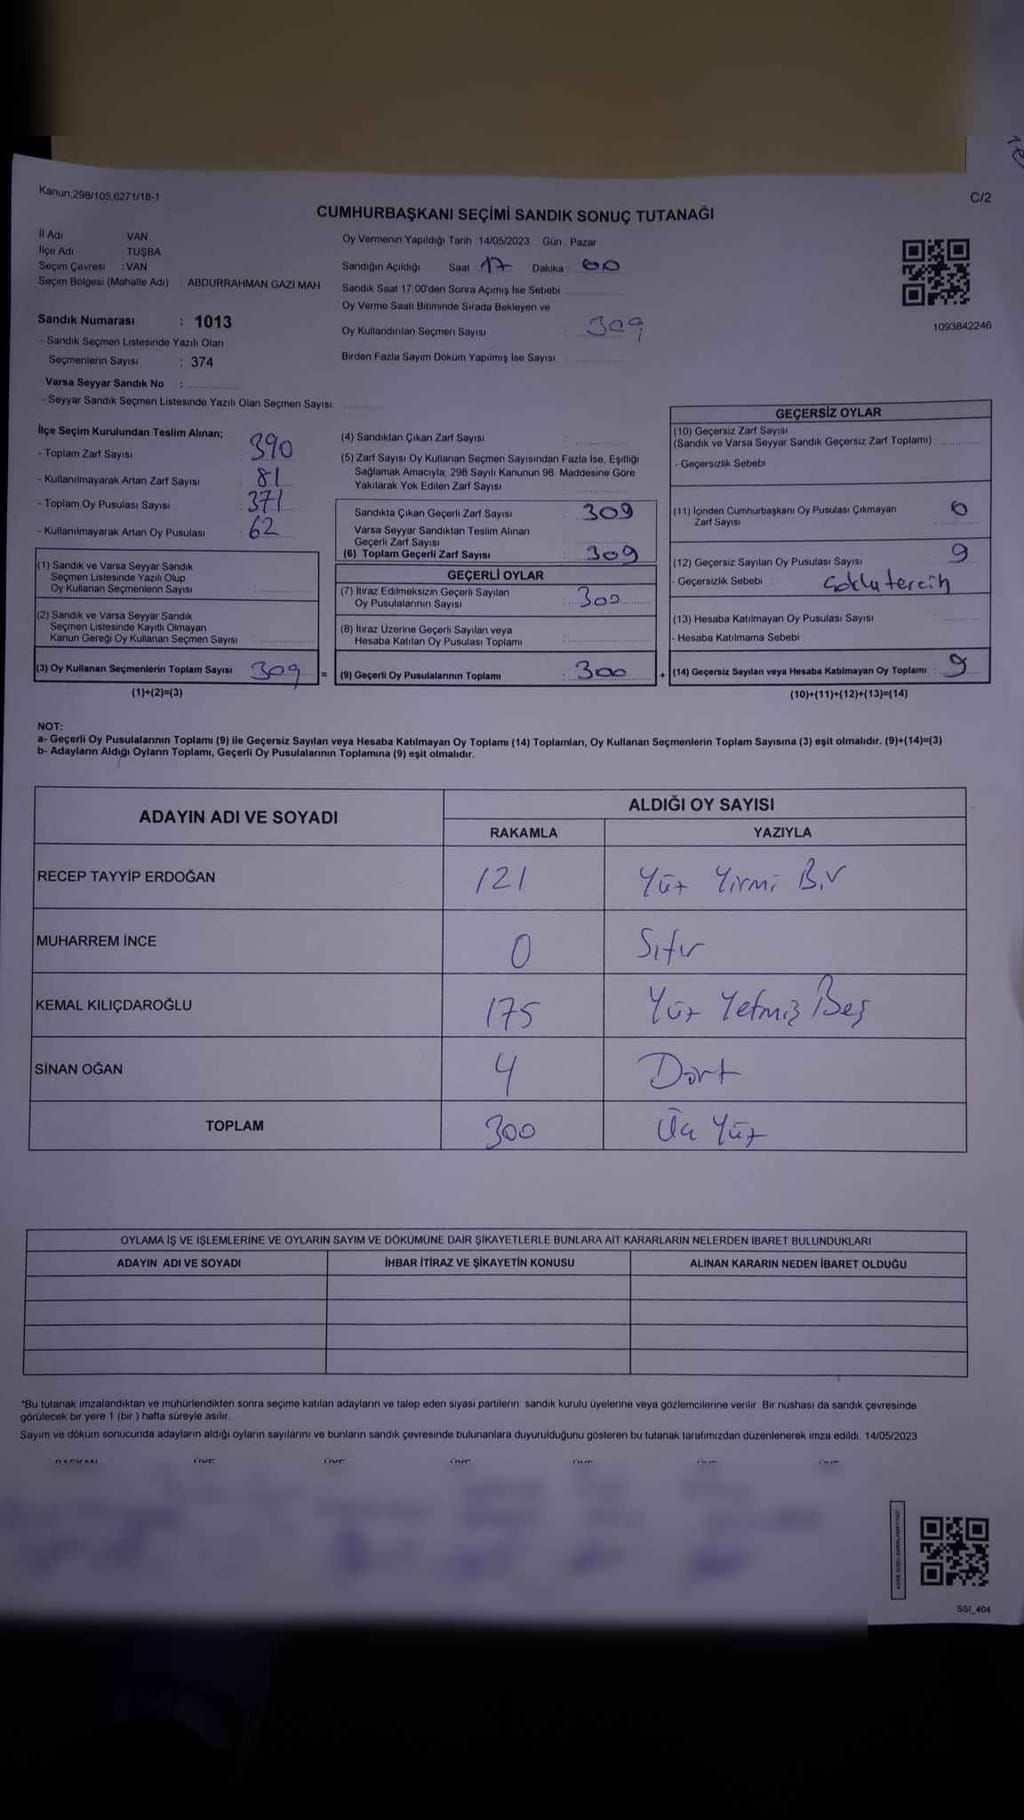 Kanun;298/105,6271/18-1
C/2
CUMHURBAŞKANI SEÇİMİ SANDIK SONUÇ TUTANAĞI
İl Adı VAN
İlçe Adı TUŞBA
Seçim Çevresi : VAN
Seçim Bölgesi (Mahalle Adı) ABDURRAHMAN GAZİ MAH
Sandık Numarası : 1013
- Sandık Seçmen Listesinde Yazılı Olan
Seçmenlerin Sayısı : 374
Varsa Seyyar Sandık No :
- Seyyar Sandık Seçmen Listesinde Yazılı Olan Seçmen Sayısı:
Oy Vermenin Yapıldığı Tarih : 14/05/2023 Gün : Pazar
Sandığın Açıldığı Saat 17 Dakika 00
Sandık Saat 17:00'den Sonra Açımış İse Sebebi
Oy Verme Saati Bitiminde Sırada Bekleyen ve
Oy Kullandırılan Seçmen Sayısı : 309
Birden Fazla Sayım Döküm Yapılmış İse Sayısı
1093842246
İlçe Seçim Kurulundan Teslim Alınan;
- Toplam Zarf Sayısı : 390
- Kullanılmayarak Artan Zarf Sayısı : 81
- Toplam Oy Pusulası Sayısı : 371
- Kullanılmayarak Artan Oy Pusulası : 62
(1) Sandık ve Varsa Seyyar Sandık
Seçmen Listesinde Yazılı Olup
Oy Kullanan Seçmenlerin Sayısı
(2) Sandık ve Varsa Seyyar Sandık
Seçmen Listesinde Kayıtlı Olmayan
Kanun Gereği Oy Kullanan Seçmen Sayısı
(3) Oy Kullanan Seçmenlerin Toplam Sayısı 309 =
(1)+(2)=(3)
(4) Sandıktan Çıkan Zarf Sayısı :
(5) Zarf Sayısı Oy Kullanan Seçmen Sayısından Fazla İse, Eşitliği
Sağlamak Amacıyla; 298 Sayılı Kanunun 98. Maddesine Göre
Yakılarak Yok Edilen Zarf Sayısı
Sandıkta Çıkan Geçerli Zarf Sayısı : 309
Varsa Seyyar Sandıktan Teslim Alınan
Geçerli Zarf Sayısı
(6) Toplam Geçerli Zarf Sayısı : 309
GEÇERLİ OYLAR
(7) İtiraz Edilmeksizin Geçerli Sayılan
Oy Pusulalarının Sayısı : 300
(8) İtiraz Üzerine Geçerli Sayılan veya
Hesaba Katılan Oy Pusulası Toplamı
(9) Geçerli Oy Pusulalarının Toplamı : 300 +
GEÇERSİZ OYLAR
(10) Geçersiz Zarf Sayısı
(Sandık ve Varsa Seyyar Sandık Geçersiz Zarf Toplamı)
- Geçersizlik Sebebi
(11) İçinden Cumhurbaşkanı Oy Pusulası Çıkmayan
Zarf Sayısı 0
(12) Geçersiz Sayılan Oy Pusulası Sayısı 9
- Geçersizlik Sebebi : çoklu tercih
(13) Hesaba Katılmayan Oy Pusulası Sayısı
- Hesaba Katılmama Sebebi
(14) Geçersiz Sayılan veya Hesaba Katılmayan Oy Toplamı : 9
(10)+(11)+(12)+(13)=(14)
NOT:
a- Geçerli Oy Pusulalarının Toplamı (9) ile Geçersiz Sayılan veya Hesaba Katılmayan Oy Toplamı (14) Toplamları, Oy Kullanan Seçmenlerin Toplam Sayısına (3) eşit olmalıdır. (9)+(14)=(3)
b- Adayların Aldığı Oyların Toplamı, Geçerli Oy Pusulalarının Toplamına (9) eşit olmalıdır.
ADAYIN ADI VE SOYADI ALDIĞI OY SAYISI
RAKAMLA YAZIYLA
RECEP TAYYİP ERDOĞAN 121 Yüz Yirmi Bir
MUHARREM İNCE 0 Sıfır
KEMAL KILIÇDAROĞLU 175 Yüz Yetmiş Beş
SİNAN OĞAN 4 Dört
TOPLAM 300 Üç Yüz
OYLAMA İŞ VE İŞLEMLERİNE VE OYLARIN SAYIM VE DÖKÜMÜNE DAİR ŞİKAYETLERLE BUNLARA AİT KARARLARIN NELERDEN İBARET BULUNDUKLARI
ADAYIN ADI VE SOYADI İHBAR İTİRAZ VE ŞİKAYETİN KONUSU ALINAN KARARIN NEDEN İBARET OLDUĞU
*Bu tutanak imzalandıktan ve mühürlendikten sonra seçime katılan adayların ve talep eden siyasi partilerin sandık kurulu üyelerine veya gözlemcilerine verilir. Bir nüshası da sandık çevresinde
görülecek bir yere 1 (bir ) hafta süreyle asılır.
Sayım ve döküm sonucunda adayların aldığı oyların sayılarını ve bunların sandık çevresinde bulunanlara duyurulduğunu gösteren bu tutanak tarafımızdan düzenlenerek imza edildi. 14/05/2023
SSI_404